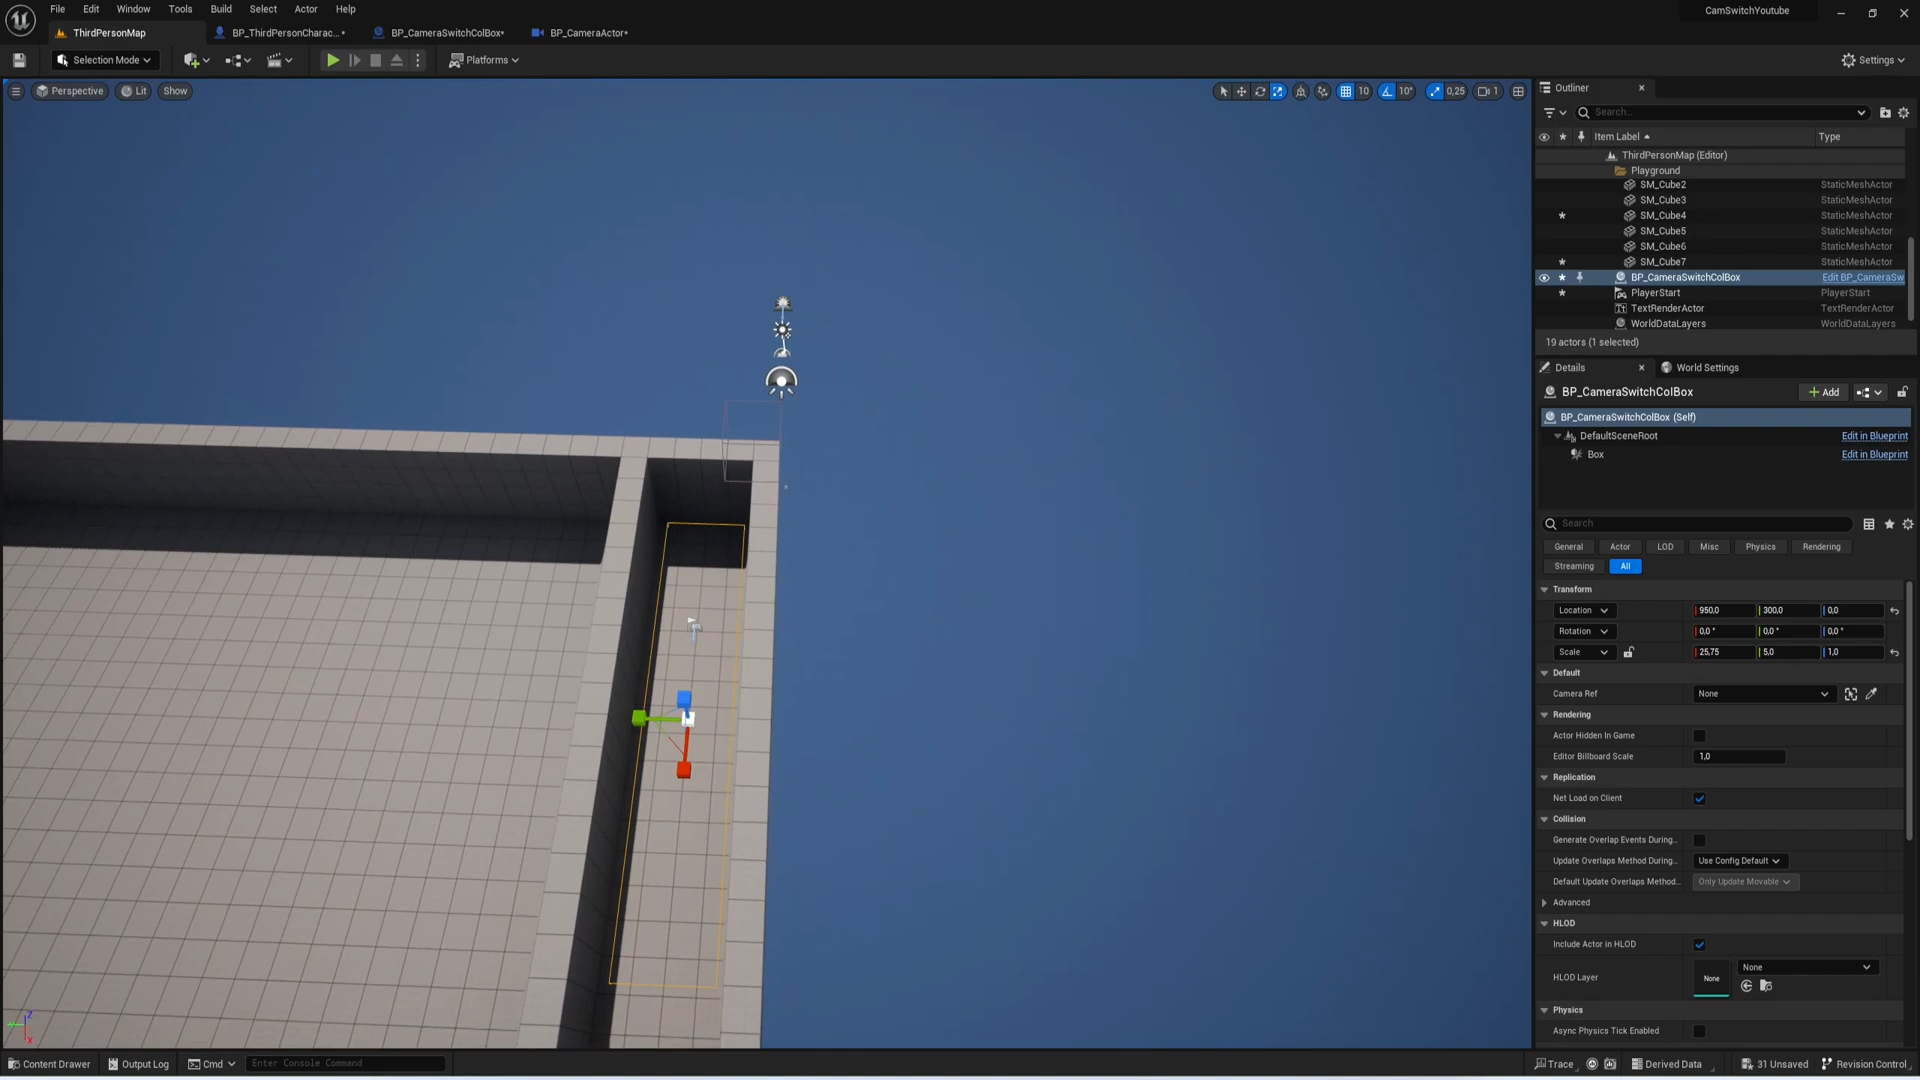 File Edit Window Tools Build Select Actor Help
CamSwitchYoutube
ThirdPersonMap
BP_ThirdPersonCharac...*
BP_CameraSwitchColBox*
BP_CameraActor*
Selection Mode
Platforms
Settings
Perspective
Lit
Show
10
10°
0,25
1
Outliner
Search...
Item Label
Type
ThirdPersonMap (Editor)
Playground
SM_Cube2 StaticMeshActor
SM_Cube3 StaticMeshActor
SM_Cube4 StaticMeshActor
SM_Cube5 StaticMeshActor
SM_Cube6 StaticMeshActor
SM_Cube7 StaticMeshActor
BP_CameraSwitchColBox Edit BP_CameraSw
PlayerStart PlayerStart
TextRenderActor TextRenderActor
WorldDataLayers WorldDataLayers
19 actors (1 selected)
Details
World Settings
BP_CameraSwitchColBox
Add
BP_CameraSwitchColBox (Self)
DefaultSceneRoot Edit in Blueprint
Box Edit in Blueprint
Search
General Actor LOD Misc Physics Rendering
Streaming All
Transform
Location 950,0 300,0 0,0
Rotation 0,0 ° 0,0 ° 0,0 °
Scale 25,75 5,0 1,0
Default
Camera Ref None
Rendering
Actor Hidden In Game
Editor Billboard Scale 1,0
Replication
Net Load on Client
Collision
Generate Overlap Events During...
Update Overlaps Method During... Use Config Default
Default Update Overlaps Method... Only Update Movable
Advanced
HLOD
Include Actor in HLOD
HLOD Layer None None
Physics
Async Physics Tick Enabled
Z
X
Content Drawer
Output Log
Cmd
Enter Console Command
Trace
Derived Data
31 Unsaved
Revision Control